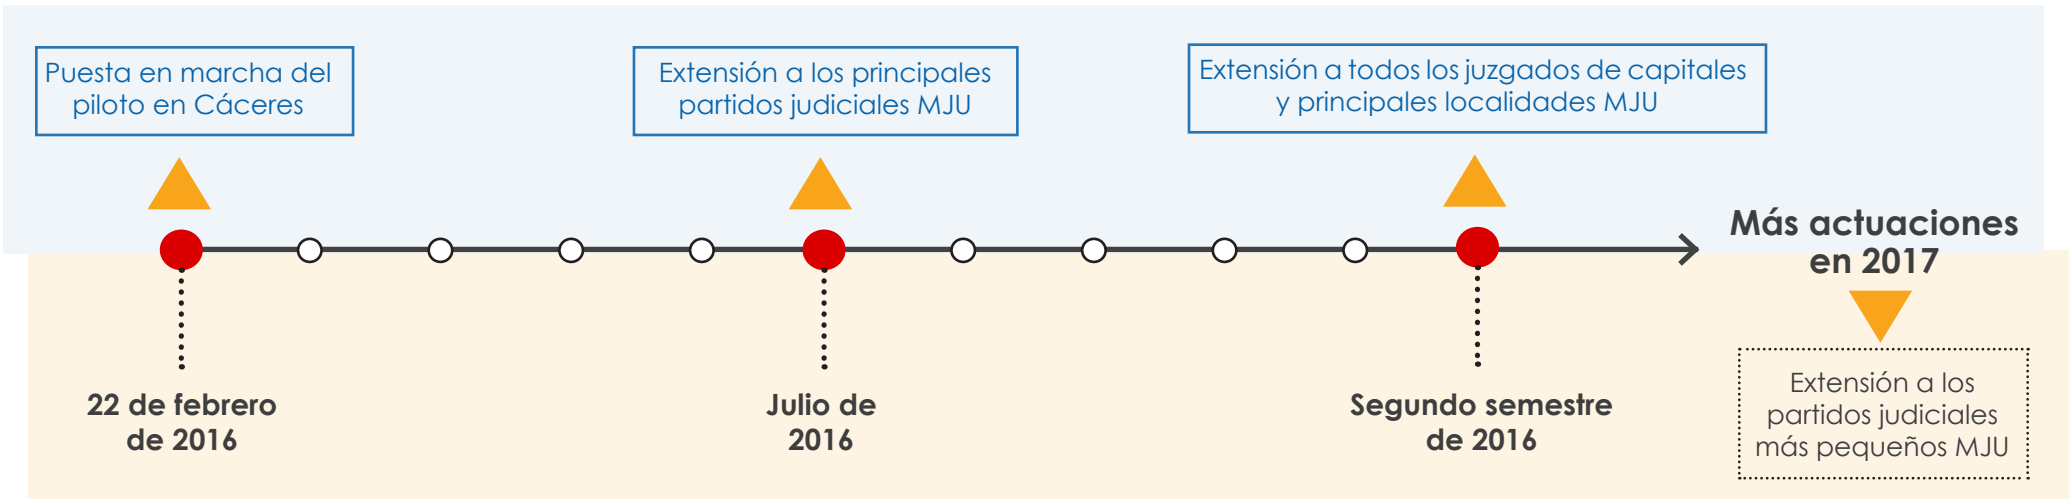 Puesta en marcha del
piloto en Cáceres
Extensión a los principales
partidos judiciales MJU
Extensión a todos los juzgados de capitales
y principales localidades MJU
Más actuaciones
en 2017
22 de febrero
de 2016
Julio de
2016
Segundo semestre
de 2016
Extensión a los
partidos judiciales
más pequeños MJU